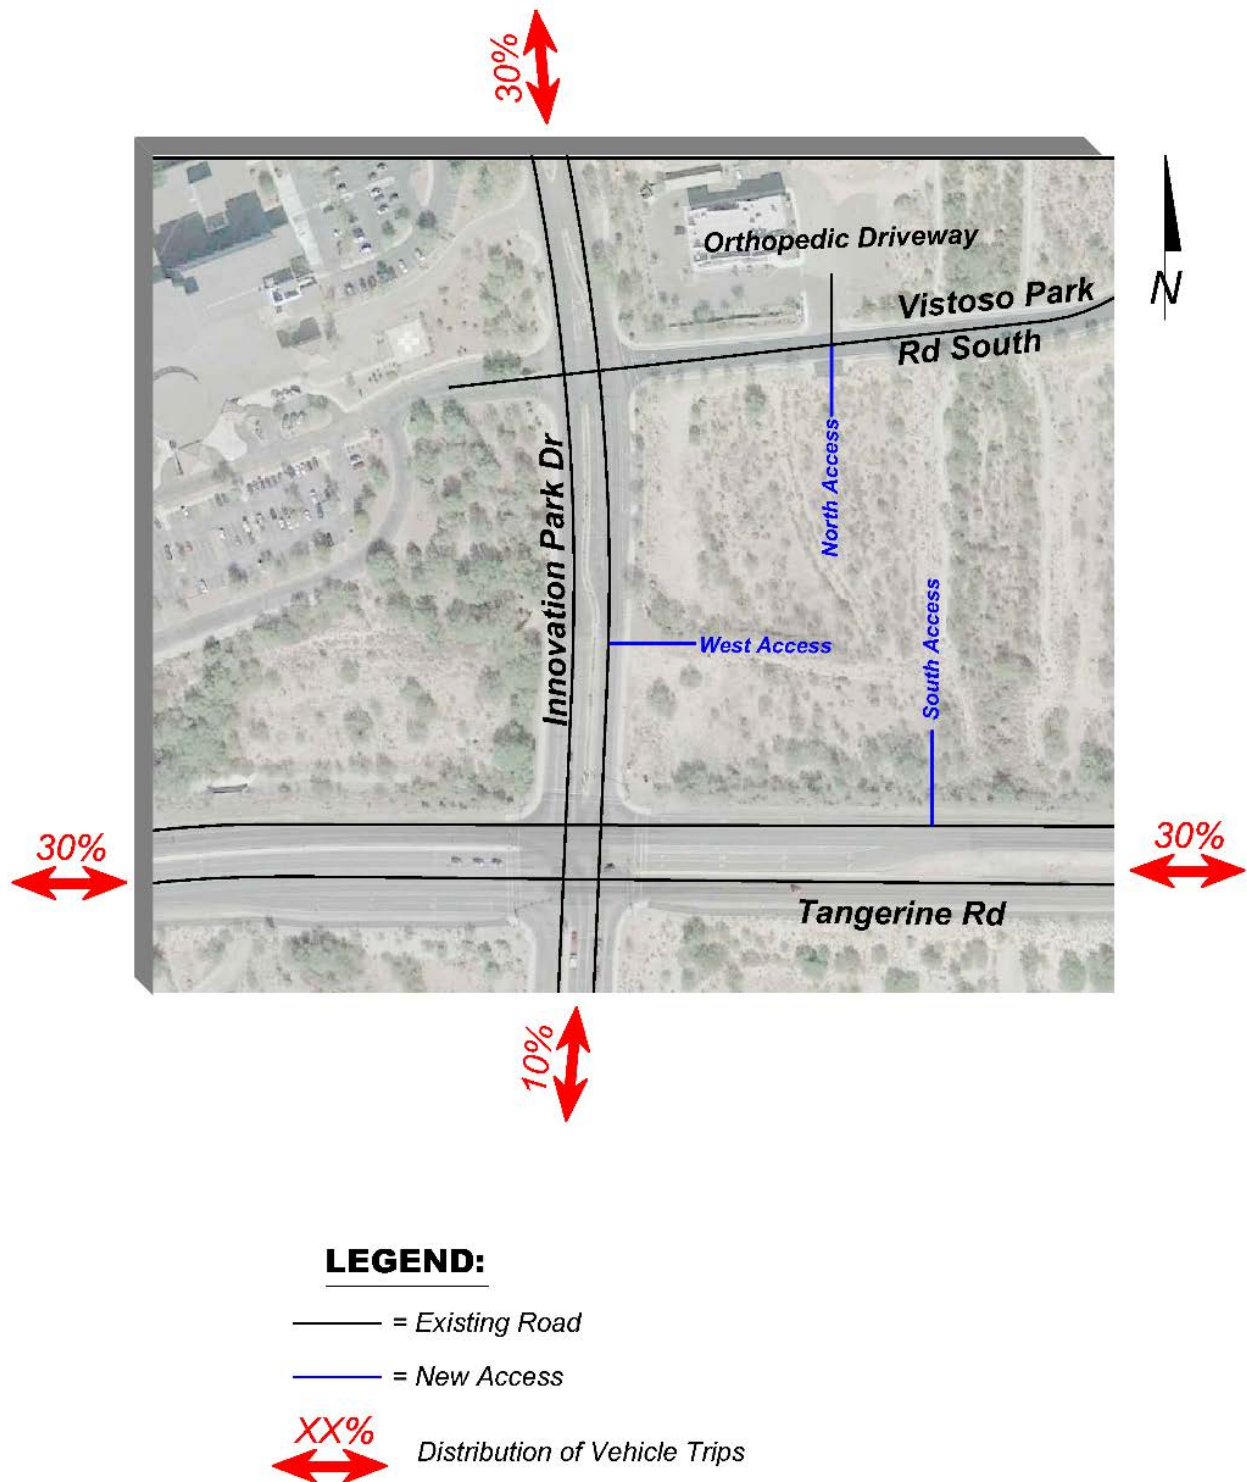 30%
Orthopedic Driveway
Vistoso Park
Rd South
N
Innovation Park Dr
North Access
South Access
West Access
30%
30%
Tangerine Rd
10%
LEGEND:
= Existing Road
= New Access
XX%
Distribution of Vehicle Trips